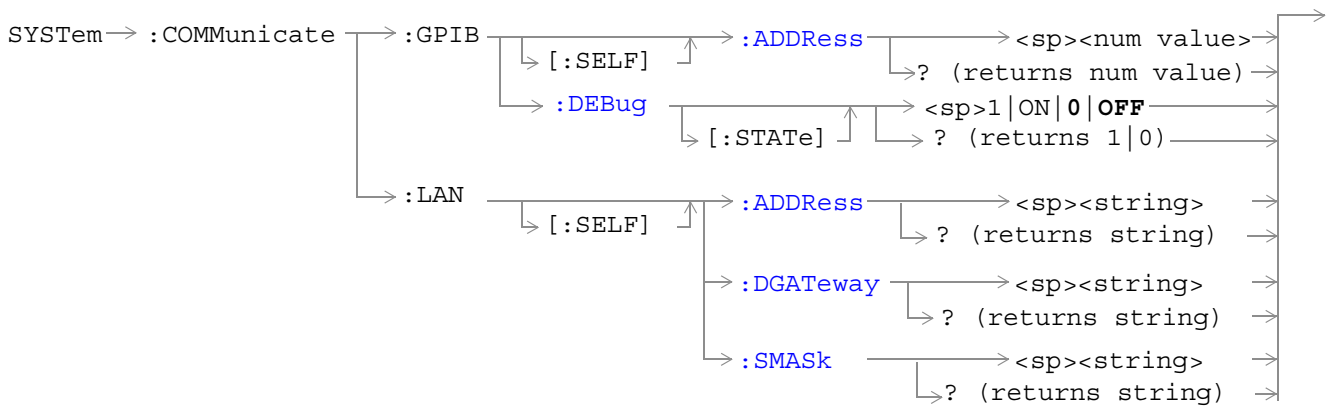 SYSTem :COMMunicate :GPIB :ADDRess <sp><num value>
[:SELF] ? (returns num value)
:DEBug <sp>1|ON|0|OFF
[:STATe] ? (returns 1|0)
:LAN :ADDRess <sp><string>
[:SELF] ? (returns string)
:DGATeway <sp><string>
? (returns string)
:SMASk <sp><string>
? (returns string)